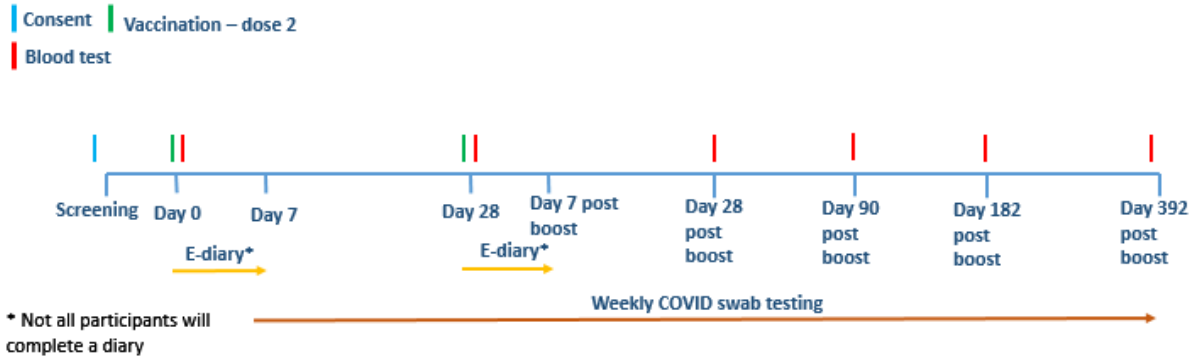 Consent
Vaccination – dose 2
Blood test
Screening
Day 0
Day 7
Day 28
Day 7 post
boost
Day 28
post
boost
Day 90
post
boost
Day 182
post
boost
Day 392
post
boost
E-diary*
E-diary*
Weekly COVID swab testing
* Not all participants will
complete a diary